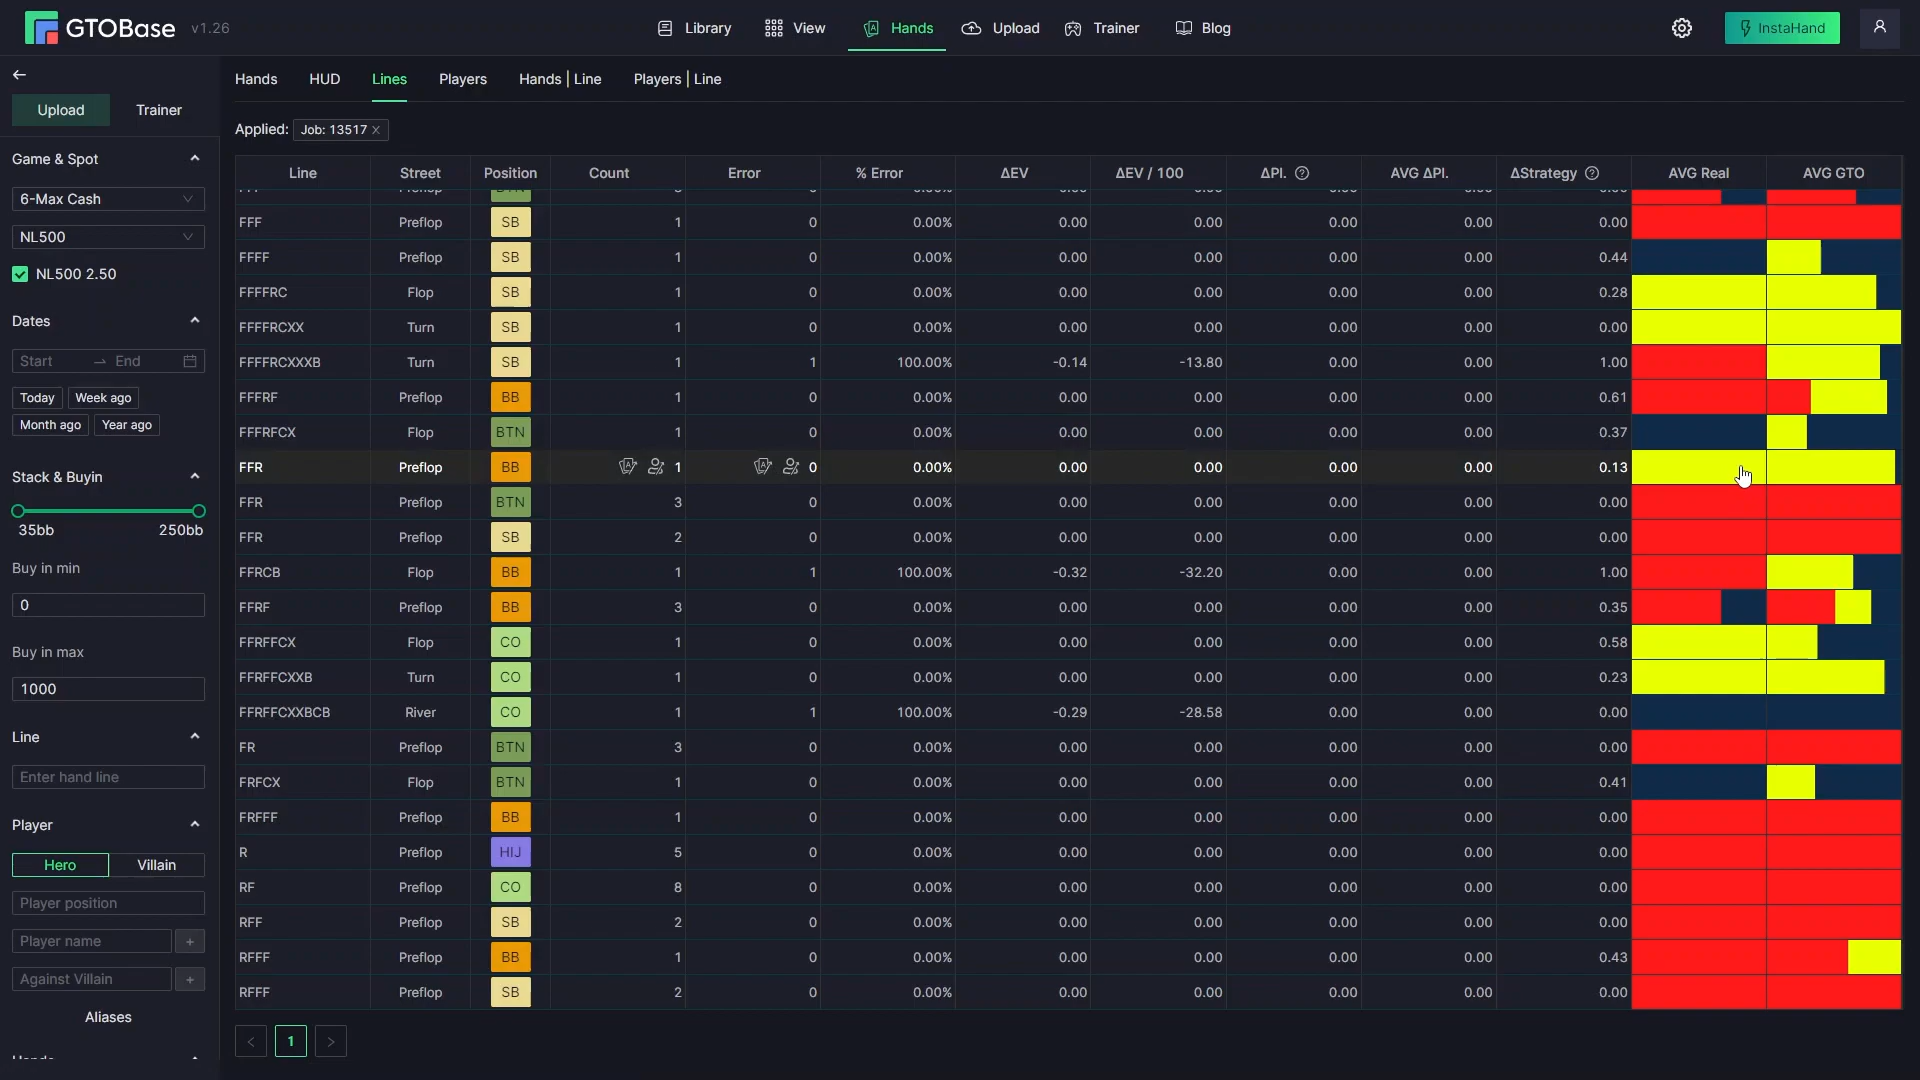 GTOBase v1.26
Library View Hands Upload Trainer Blog
InstaHand
Upload Trainer
Game & Spot
6-Max Cash
NL500
NL500 2.50
Dates
Start → End
Today Week ago
Month ago Year ago
Stack & Buyin
35bb 250bb
Buy in min
0
Buy in max
1000
Line
Enter hand line
Player
Hero Villain
Player position
Player name +
Against Villain +
Aliases
Hands HUD Lines Players Hands | Line Players | Line
Applied: Job: 13517 ×
Line Street Position Count Error % Error ΔEV ΔEV / 100 ΔPl. ? AVG ΔPl. ΔStrategy ? AVG Real AVG GTO
FFF Preflop SB 1 0 0.00% 0.00 0.00 0.00 0.00 0.00
FFFF Preflop SB 1 0 0.00% 0.00 0.00 0.00 0.00 0.44
FFFFRC Flop SB 1 0 0.00% 0.00 0.00 0.00 0.00 0.28
FFFFRCXX Turn SB 1 0 0.00% 0.00 0.00 0.00 0.00 0.00
FFFFRCXXXB Turn SB 1 1 100.00% -0.14 -13.80 0.00 0.00 1.00
FFFRF Preflop BB 1 0 0.00% 0.00 0.00 0.00 0.00 0.61
FFFRFCX Flop BTN 1 0 0.00% 0.00 0.00 0.00 0.00 0.37
FFR Preflop BB 1 0 0.00% 0.00 0.00 0.00 0.00 0.13
FFR Preflop BTN 3 0 0.00% 0.00 0.00 0.00 0.00 0.00
FFR Preflop SB 2 0 0.00% 0.00 0.00 0.00 0.00 0.00
FFRCB Flop BB 1 1 100.00% -0.32 -32.20 0.00 0.00 1.00
FFRF Preflop BB 3 0 0.00% 0.00 0.00 0.00 0.00 0.35
FFRFFCX Flop CO 1 0 0.00% 0.00 0.00 0.00 0.00 0.58
FFRFFCXXB Turn CO 1 0 0.00% 0.00 0.00 0.00 0.00 0.23
FFRFFCXXBCB River CO 1 1 100.00% -0.29 -28.58 0.00 0.00 0.00
FR Preflop BTN 3 0 0.00% 0.00 0.00 0.00 0.00 0.00
FRFCX Flop BTN 1 0 0.00% 0.00 0.00 0.00 0.00 0.41
FRFFF Preflop BB 1 0 0.00% 0.00 0.00 0.00 0.00 0.00
R Preflop HIJ 5 0 0.00% 0.00 0.00 0.00 0.00 0.00
RF Preflop CO 8 0 0.00% 0.00 0.00 0.00 0.00 0.00
RFF Preflop SB 2 0 0.00% 0.00 0.00 0.00 0.00 0.00
RFFF Preflop BB 1 0 0.00% 0.00 0.00 0.00 0.00 0.43
RFFF Preflop SB 2 0 0.00% 0.00 0.00 0.00 0.00 0.00
< 1 >